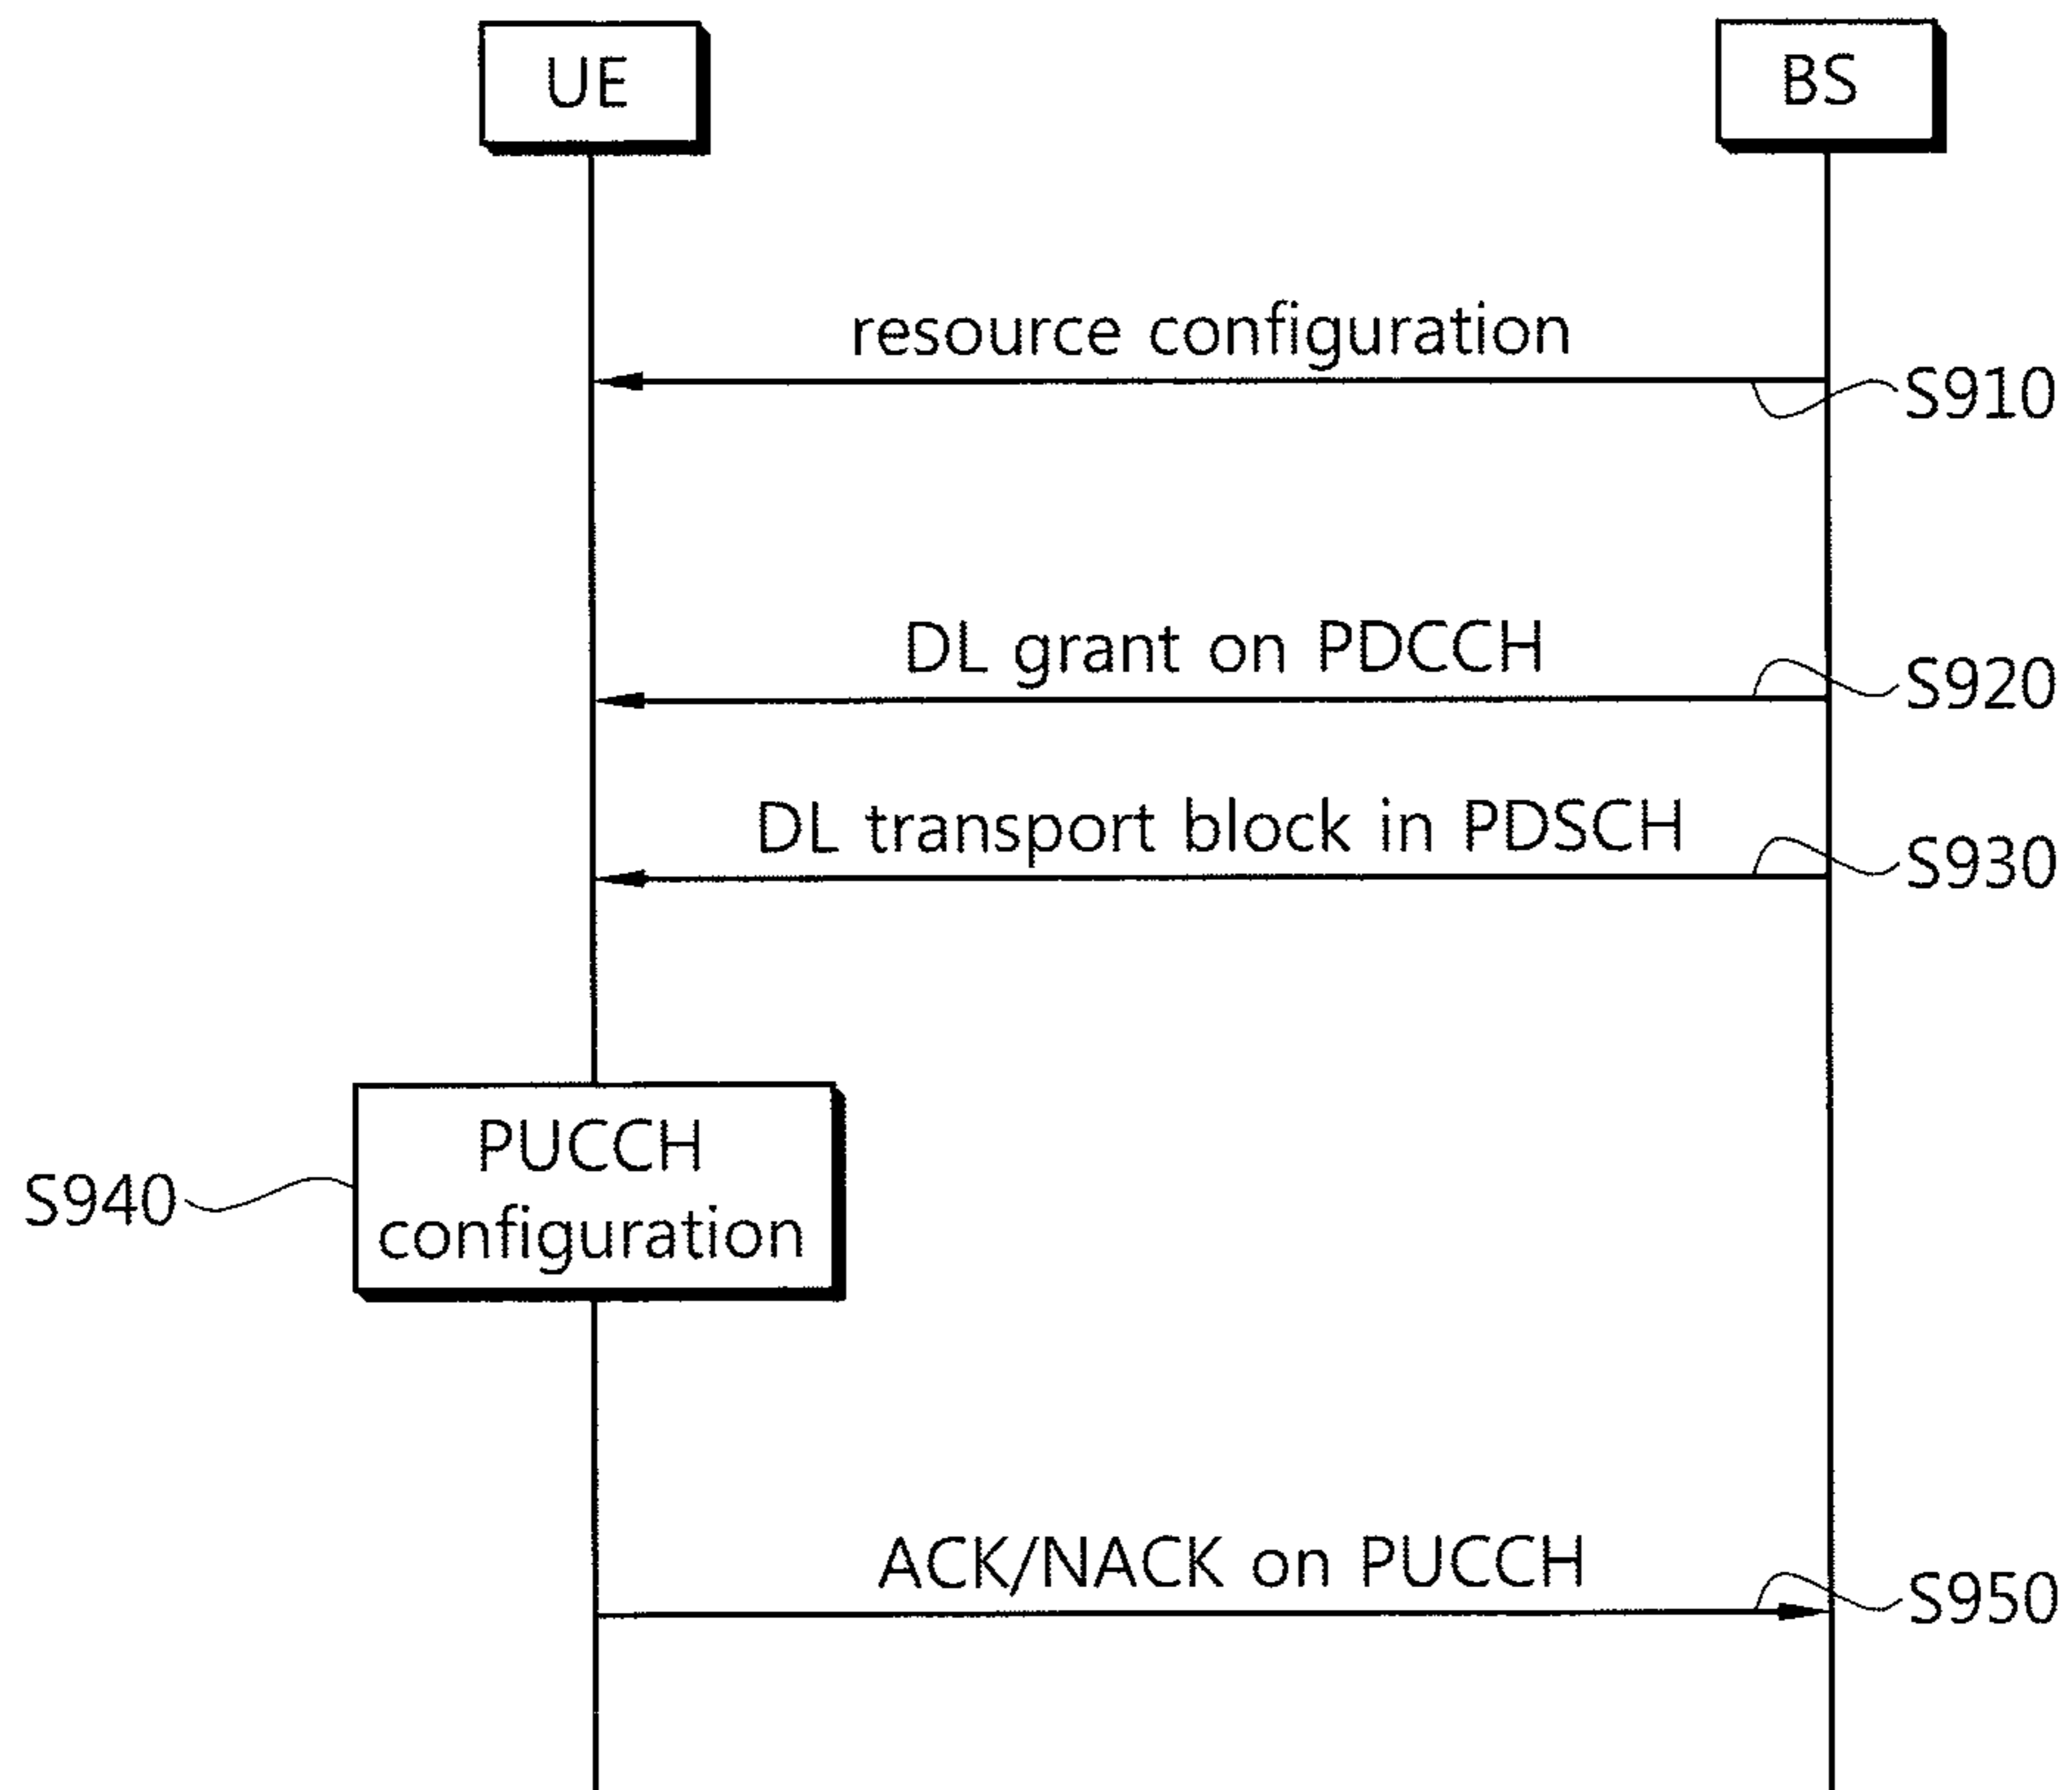 UE
BS
resource configuration
S910
DL grant on PDCCH
S920
DL transport block in PDSCH
S930
PUCCH
configuration
S940
ACK/NACK on PUCCH
S950